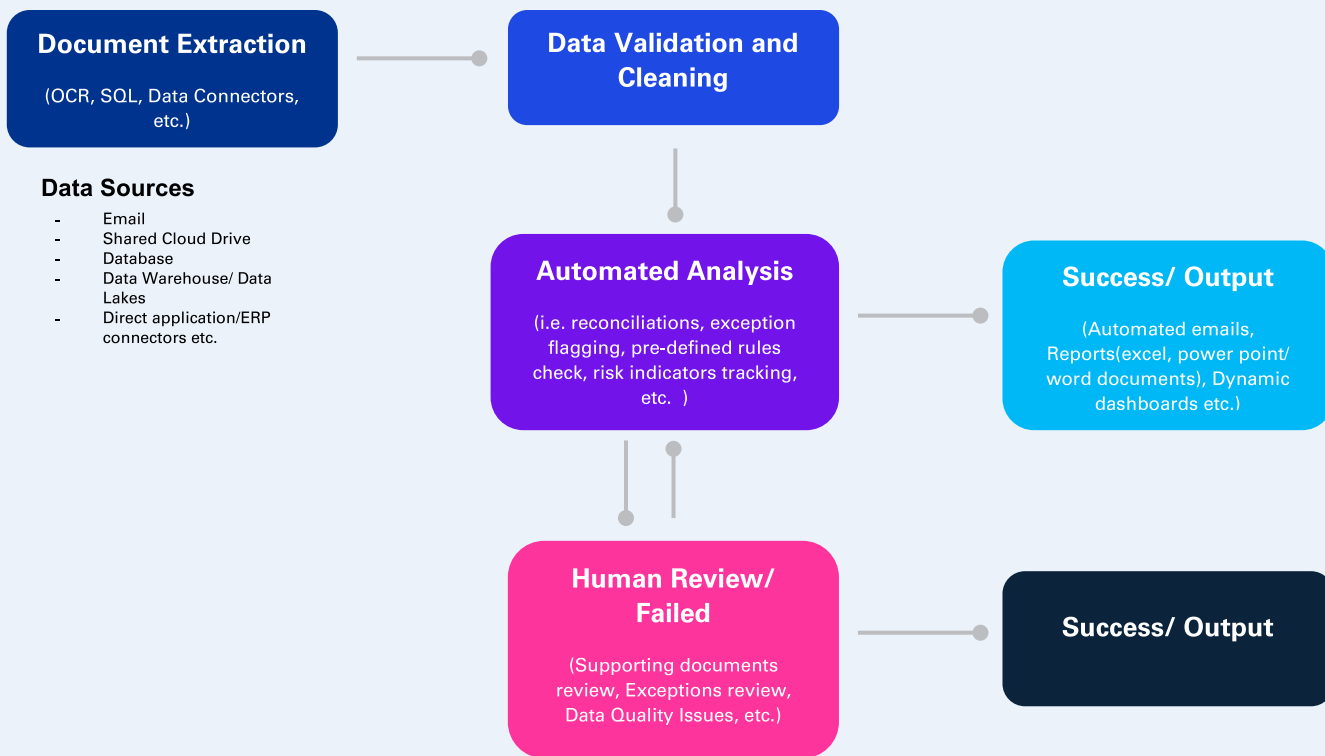 Document Extraction
(OCR, SQL, Data Connectors,
etc.)
Data Validation and
Cleaning
Data Sources
- Email
- Shared Cloud Drive
- Database
- Data Warehouse/ Data
Lakes
- Direct application/ERP
connectors etc.
Automated Analysis
(i.e. reconciliations, exception
flagging, pre-defined rules
check, risk indicators tracking,
etc.  )
Success/ Output
(Automated emails,
Reports(excel, power point/
word documents), Dynamic
dashboards etc.)
Human Review/
Failed
(Supporting documents
review, Exceptions review,
Data Quality Issues, etc.)
Success/ Output